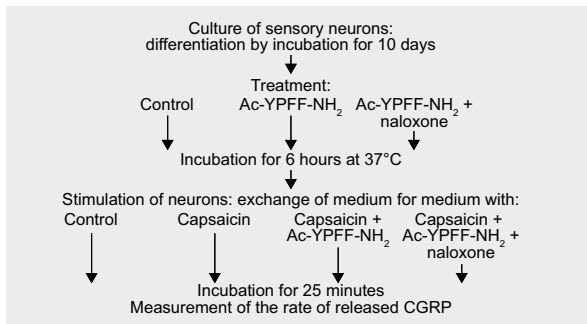 Culture of sensory neurons:
differentiation by incubation for 10 days
Treatment:
Control Ac-YPFF-NH2 Ac-YPFF-NH2 +
naloxone
Incubation for 6 hours at 37°C
Stimulation of neurons: exchange of medium for medium with:
Control Capsaicin Capsaicin + Capsaicin +
Ac-YPFF-NH2 Ac-YPFF-NH2 +
naloxone
Incubation for 25 minutes
Measurement of the rate of released CGRP